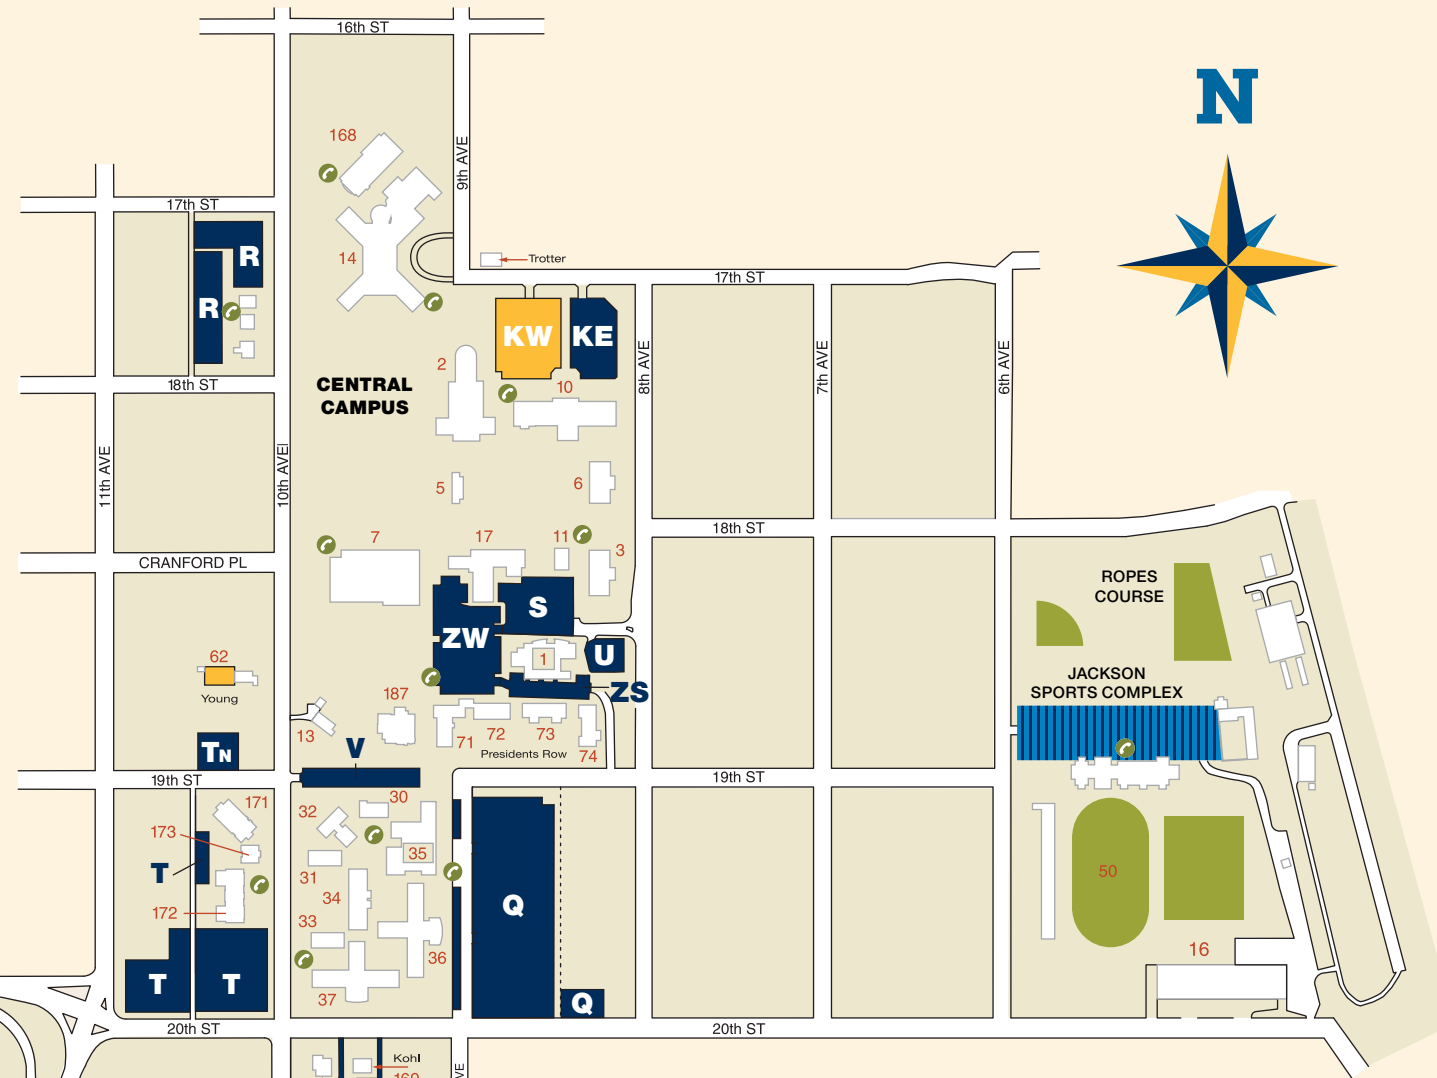 16th ST
N
168
9th AVE
17th ST
R
14
Trotter
17th ST
R
KW
KE
2
8th AVE
7th AVE
6th AVE
18th ST
CENTRAL
CAMPUS
10
11th AVE
10th AVE
5
6
18th ST
7
17
11
3
CRANFORD PL
ROPES
COURSE
S
ZW
62
1
U
JACKSON
SPORTS COMPLEX
Young
187
ZS
13
71
72
73
74
Presidents Row
V
TN
19th ST
19th ST
171
30
32
173
35
T
31
50
34
Q
172
33
36
16
T
T
37
Q
20th ST
20th ST
Kohl
169
VE